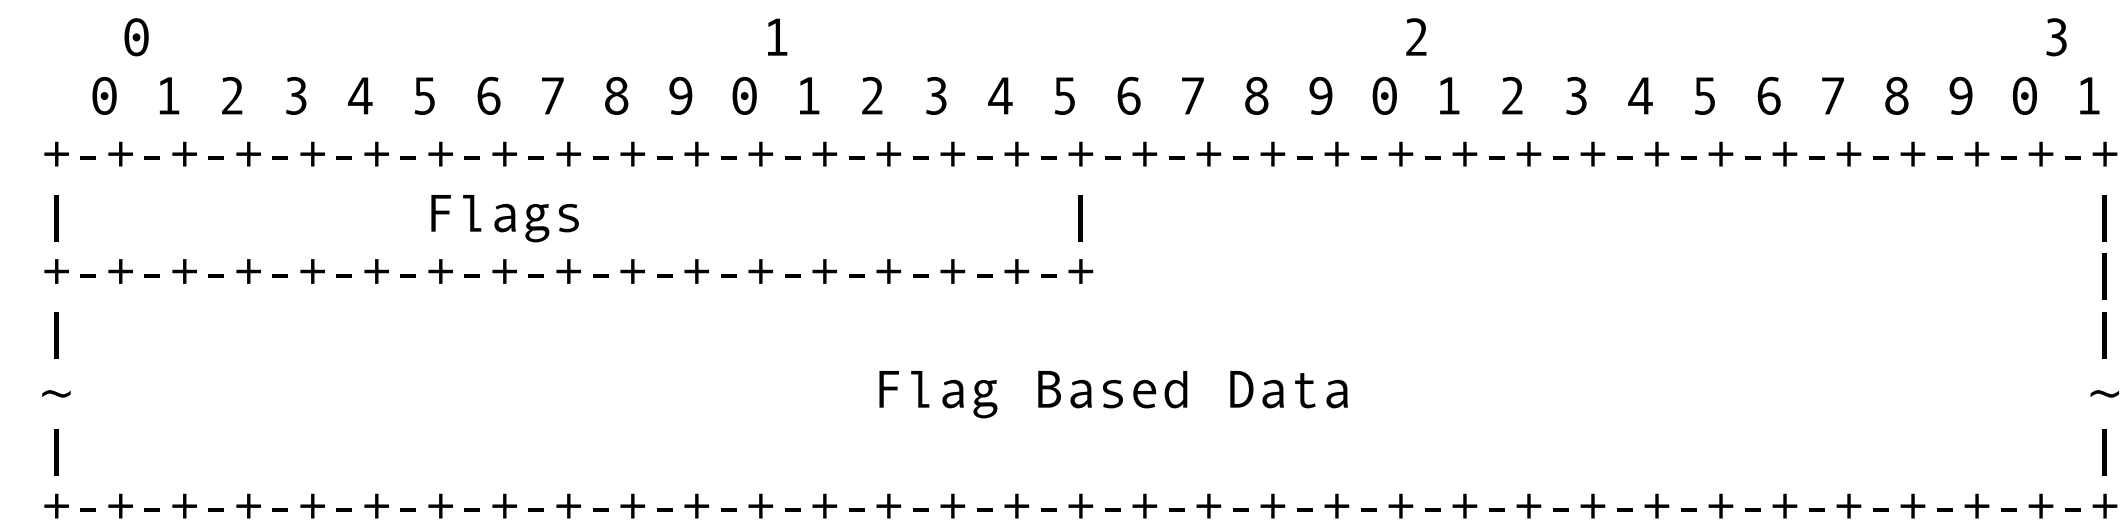 0                   1                   2                   3
 0 1 2 3 4 5 6 7 8 9 0 1 2 3 4 5 6 7 8 9 0 1 2 3 4 5 6 7 8 9 0 1
+-+-+-+-+-+-+-+-+-+-+-+-+-+-+-+-+-+-+-+-+-+-+-+-+-+-+-+-+-+-+-+-+
|           Flags               |                               |
+-+-+-+-+-+-+-+-+-+-+-+-+-+-+-+-+                               |
|                                                               |
~                         Flag Based Data                       ~
|                                                               |
+-+-+-+-+-+-+-+-+-+-+-+-+-+-+-+-+-+-+-+-+-+-+-+-+-+-+-+-+-+-+-+-+